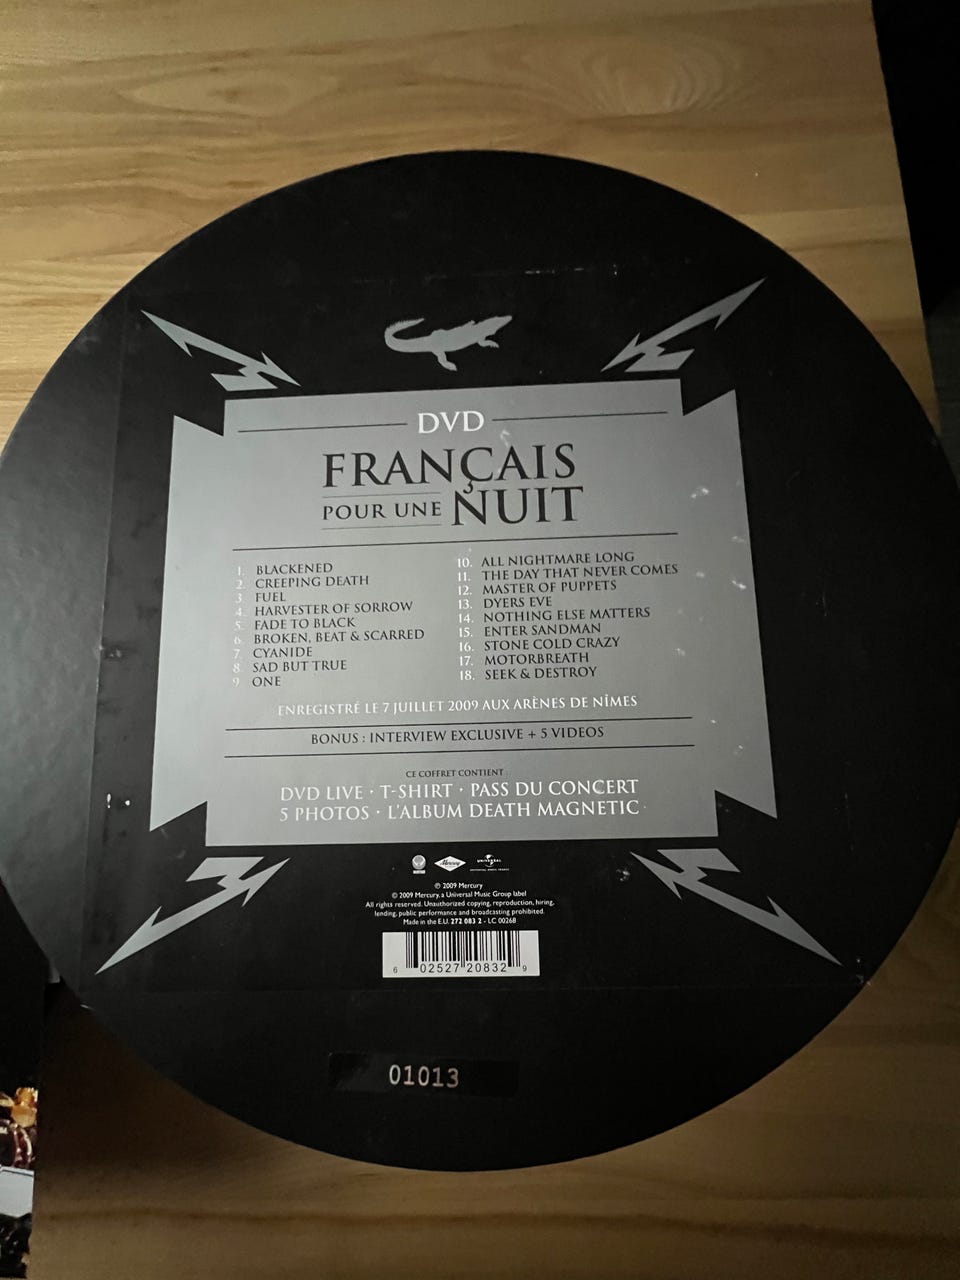 DVD
FRANÇAIS
POUR UNE NUIT
1. BLACKENED
2. CREEPING DEATH
3. FUEL
4. HARVESTER OF SORROW
5. FADE TO BLACK
6. BROKEN, BEAT & SCARRED
7. CYANIDE
8. SAD BUT TRUE
9 ONE
10. ALL NIGHTMARE LONG
11. THE DAY THAT NEVER COMES
12. MASTER OF PUPPETS
13. DYERS EVE
14. NOTHING ELSE MATTERS
15. ENTER SANDMAN
16. STONE COLD CRAZY
17. MOTORBREATH
18. SEEK & DESTROY
ENREGISTRÉ LE 7 JUILLET 2009 AUX ARÈNES DE NÎMES
BONUS : INTERVIEW EXCLUSIVE + 5 VIDEOS
CE COFFRET CONTIENT
DVD LIVE · T-SHIRT · PASS DU CONCERT
5 PHOTOS · L'ALBUM DEATH MAGNETIC
Mercury UNIVERSAL
UNIVERSAL MUSIC FRANCE
℗ 2009 Mercury
© 2009 Mercury, a Universal Music Group label
All rights reserved. Unauthorized copying, reproduction, hiring,
lending, public performance and broadcasting prohibited.
Made in the E.U. 272 083 2 - LC 00268
6 02527 20832 9
01013